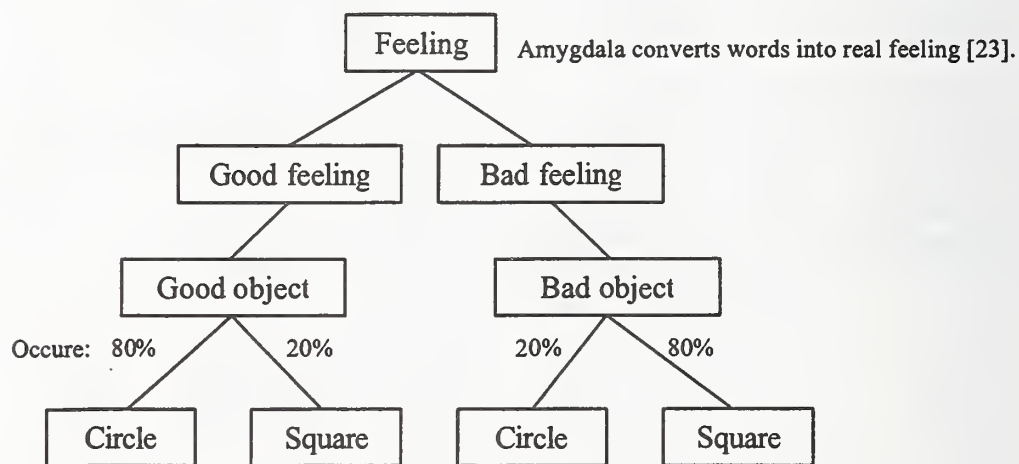 Feeling
Amygdala converts words into real feeling [23].
Good feeling
Bad feeling
Good object
Bad object
Occure: 80%
20%
20%
80%
Circle
Square
Circle
Square